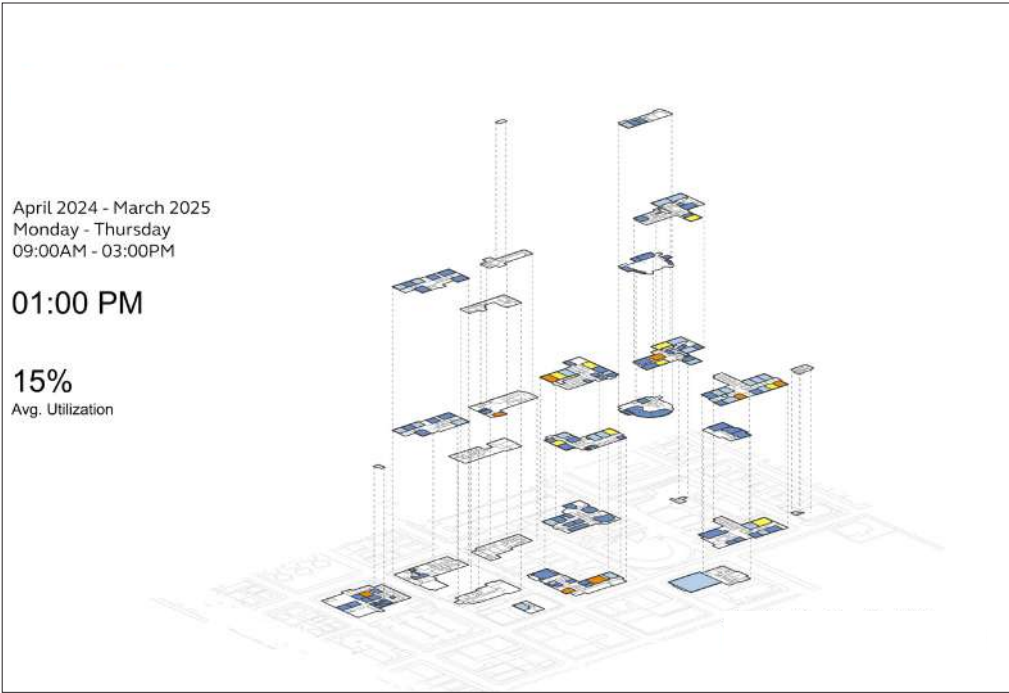 April 2024 - March 2025
Monday - Thursday
09:00AM - 03:00PM
01:00 PM
15%
Avg. Utilization